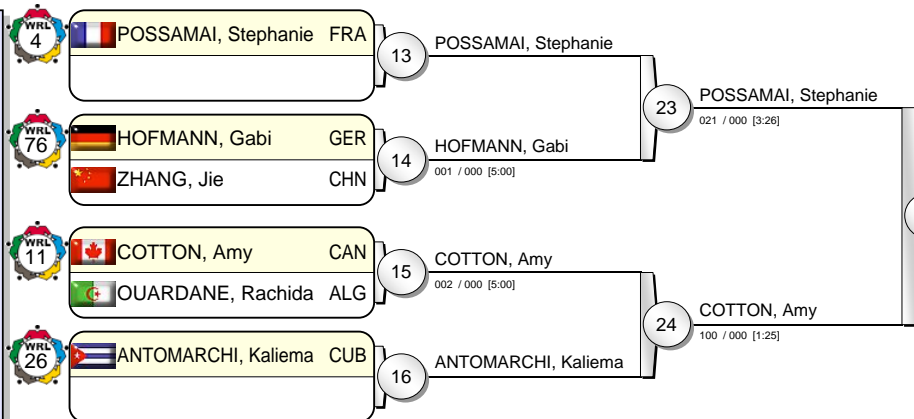 WRL
4
POSSAMAI, Stephanie FRA
13
POSSAMAI, Stephanie
23
POSSAMAI, Stephanie
021 / 000 [3:26]
WRL
76
HOFMANN, Gabi GER
ZHANG, Jie CHN
14
HOFMANN, Gabi
001 / 000 [5:00]
WRL
11
COTTON, Amy CAN
OUARDANE, Rachida ALG
15
COTTON, Amy
002 / 000 [5:00]
24
COTTON, Amy
100 / 000 [1:25]
WRL
26
ANTOMARCHI, Kaliema CUB
16
ANTOMARCHI, Kaliema